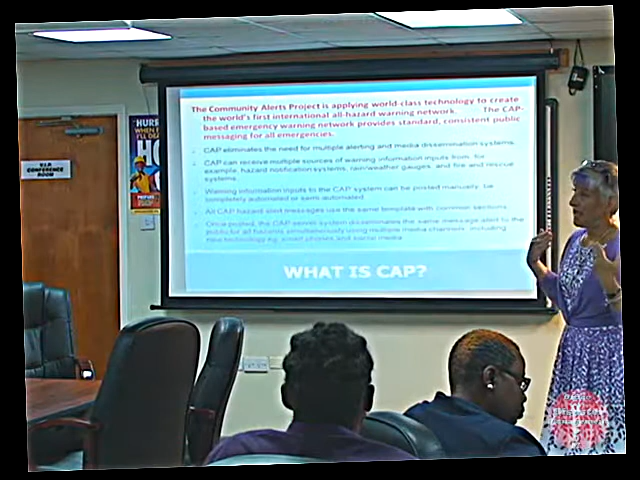 The Community Alerts Project is applying world-class technology to create
the world's first international all-hazard warning network. The CAP-
based emergency warning network provides standard, consistent public
messaging for all emergencies.
CAP eliminates the need for multiple alerting and media dissemination systems.
CAP can receive multiple sources of warning information inputs from, for
example, hazard notification systems, rain/weather gauges, and fire and rescue
systems.
Warning information inputs to the CAP system can be posted manually, be
completely automated or semi automated.
All CAP hazard alert messages use the same template with common sections.
Once posted, the CAP server system disseminates the same message alert to the
public for all hazards simultaneously using multiple media channels, including
new technology eg. smart phones and social media
WHAT IS CAP?
V.I.P
CONFERENCE
ROOM
HURR
WHEN
I'LL
HO